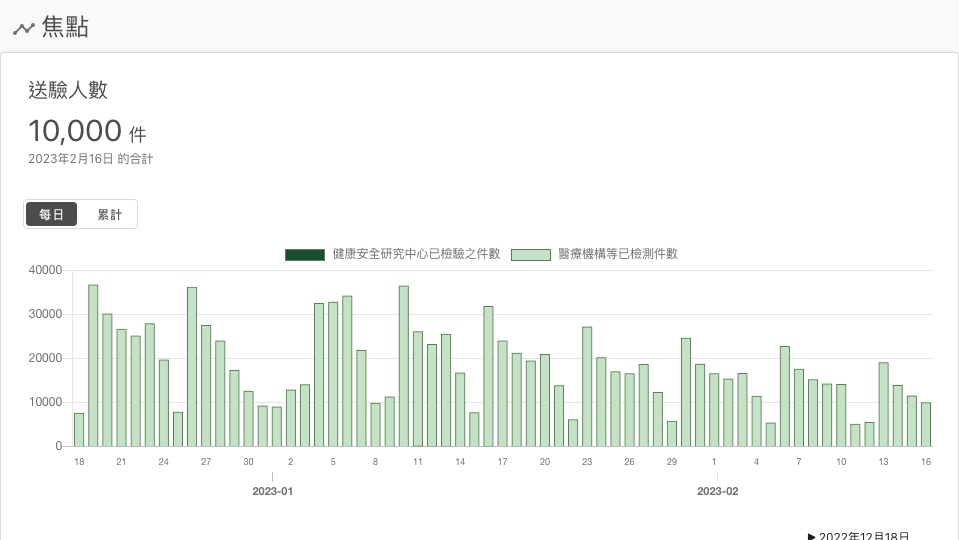 焦點
送驗人數
10,000 件
2023年2月16日 的合計
每日 累計
健康安全研究中心已檢驗之件數 醫療機構等已檢測件數
40000
30000
20000
10000
0
18 21 24 27 30 2 5 8 11 14 17 20 23 26 29 1 4 7 10 13 16
2023-01 2023-02
▶ 2022年12月18日